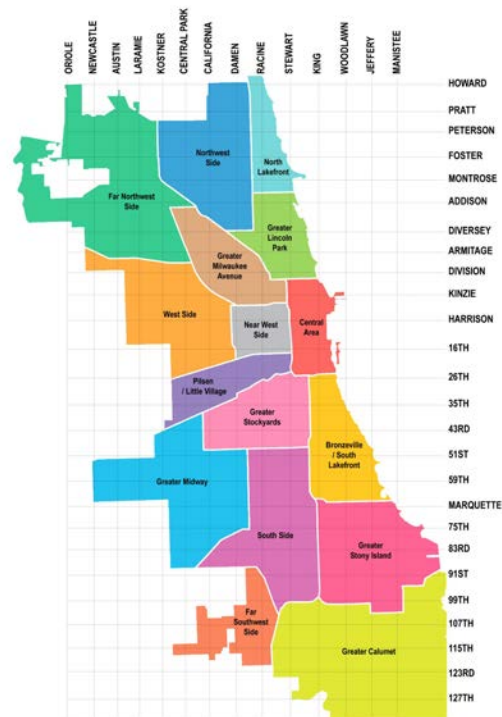 ORIOLE
NEWCASTLE
AUSTIN
LARAMIE
KOSTNER
CENTRAL PARK
CALIFORNIA
DAMEN
RACINE
STEWART
KING
WOODLAWN
JEFFERY
MANISTEE
HOWARD
PRATT
PETERSON
FOSTER
MONTROSE
ADDISON
DIVERSEY
ARMITAGE
DIVISION
KINZIE
HARRISON
16TH
26TH
35TH
43RD
51ST
59TH
MARQUETTE
75TH
83RD
91ST
99TH
107TH
115TH
123RD
127TH
Northwest
Side
North
Lakefront
Far Northwest
Side
Greater
Lincoln
Park
Greater
Milwaukee
Avenue
West Side
Near West
Side
Central
Area
Pilsen
/ Little Village
Greater
Stockyards
Bronzeville
/ South
Lakefront
Greater Midway
South Side
Greater
Stony Island
Far
Southwest
Side
Greater Calumet